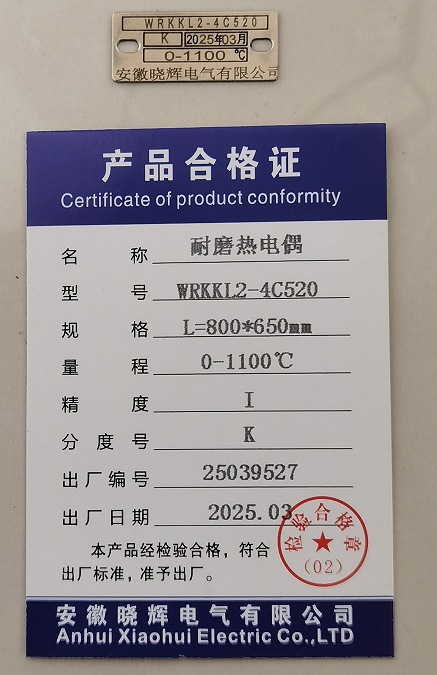 WRKKL2-4C520
K 2025年03月
0-1100 ℃
安徽晓辉电气有限公司
产品合格证
Certificate of product conformity
名称 耐磨热电偶
型号 WRKKL2-4C520
规格 L=800*650mm
量程 0-1100℃
精度 I
分度号 K
出厂编号 25039527
出厂日期 2025.03
检验合格章
(02)
本产品经检验合格，符合
出厂标准，准予出厂。
安徽晓辉电气有限公司
Anhui Xiaohui Electric Co.,LTD